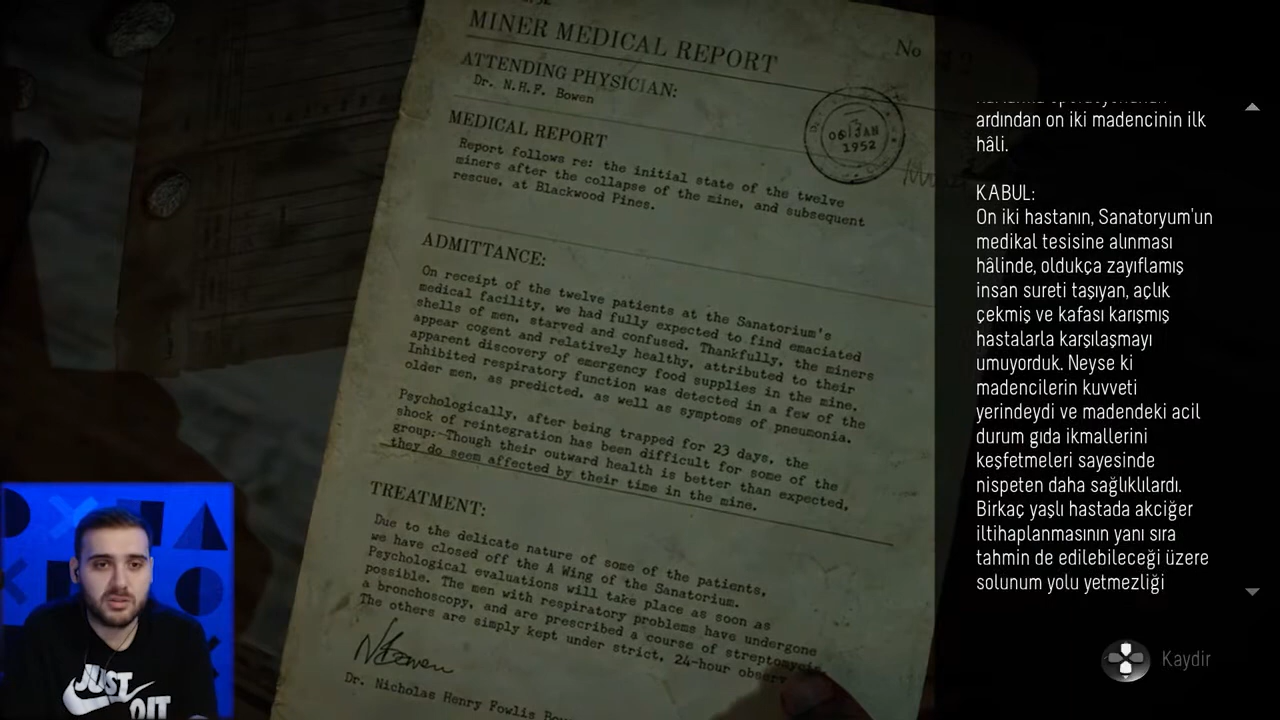 MINER MEDICAL REPORT
No
ATTENDING PHYSICIAN:
Dr. N.H.F. Bowen
MEDICAL REPORT
Report follows re: the initial state of the twelve
miners after the collapse of the mine, and subsequent
rescue, at Blackwood Pines.
JAN
1952
ADMITTANCE:
On receipt of the twelve patients at the Sanatorium's
medical facility, we had fully expected to find emaciated
shells of men, starved and confused. Thankfully, the miners
appear cogent and relatively healthy, attributed to their
apparent discovery of emergency food supplies in the mine.
Inhibited respiratory function was detected in a few of the
older men, as predicted, as well as symptoms of pneumonia.
Psychologically, after being trapped for 23 days, the
shock of reintegration has been difficult for some of the
group: Though their outward health is better than expected,
they do seem affected by their time in the mine.
TREATMENT:
Due to the delicate nature of some of the patients,
we have closed off the A Wing of the Sanatorium.
Psychological evaluations will take place as soon as
possible. The men with respiratory problems have undergone
a bronchoscopy, and are prescribed a course of streptomycin
The others are simply kept under strict, 24-hour observ
NBowen
Dr. Nicholas Henry Fowlis Bow
ardından on iki madencinin ilk
hâli.
KABUL:
On iki hastanın, Sanatoryum'un
medikal tesisine alınması
hâlinde, oldukça zayıflamış
insan sureti taşıyan, açlık
çekmiş ve kafası karışmış
hastalarla karşılaşmayı
umuyorduk. Neyse ki
madencilerin kuvveti
yerindeydi ve madendeki acil
durum gıda ikmallerini
keşfetmeleri sayesinde
nispeten daha sağlıklılardı.
Birkaç yaşlı hastada akciğer
iltihaplanmasının yanı sıra
tahmin de edilebileceği üzere
solunum yolu yetmezliği
Kaydir
JUST
DO IT